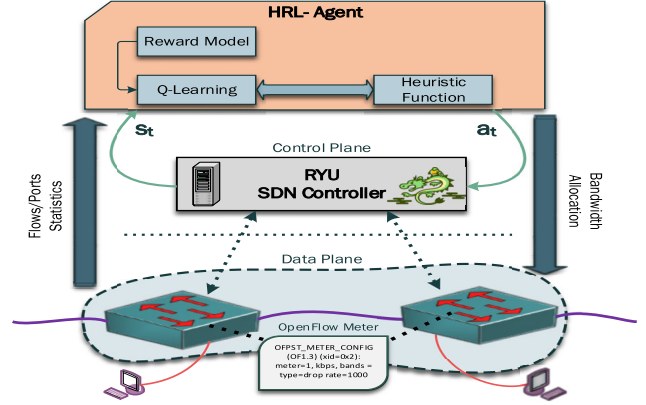 HRL- Agent
Reward Model
Q-Learning
Heuristic
Function
st
at
Control Plane
RYU
SDN Controller
Flows/Ports
Statistics
Bandwidth
Allocation
Data Plane
OpenFlow Meter
OFPST_METER_CONFIG
(OF1.3) (xid=0x2):
meter=1, kbps, bands =
type=drop rate=1000